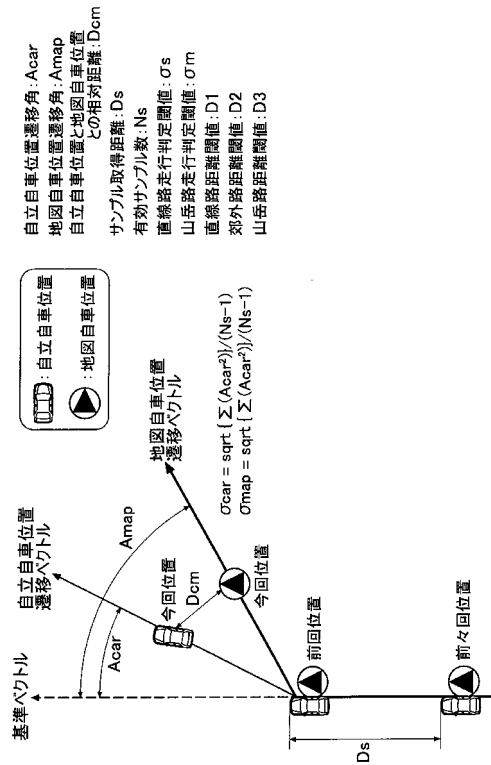 自立自車位置遷移角:Acar
地図自車位置遷移角:Amap
自立自車位置と地図自車位置
との相対距離:Dcm
サンプル取得距離:Ds
有効サンプル数:Ns
直線路走行判定閾値:σs
山岳路走行判定閾値:σm
直線路距離閾値:D1
郊外路距離閾値:D2
山岳路距離閾値:D3
:自立自車位置
:地図自車位置
基準ベクトル
自立自車位置
遷移ベクトル
地図自車位置
遷移ベクトル
Acar
Amap
今回位置
Dcm
今回位置
σcar = sqrt { ∑(Acar²)}/(Ns-1)
σmap = sqrt { ∑(Acar²)}/(Ns-1)
前回位置
前々回位置
Ds